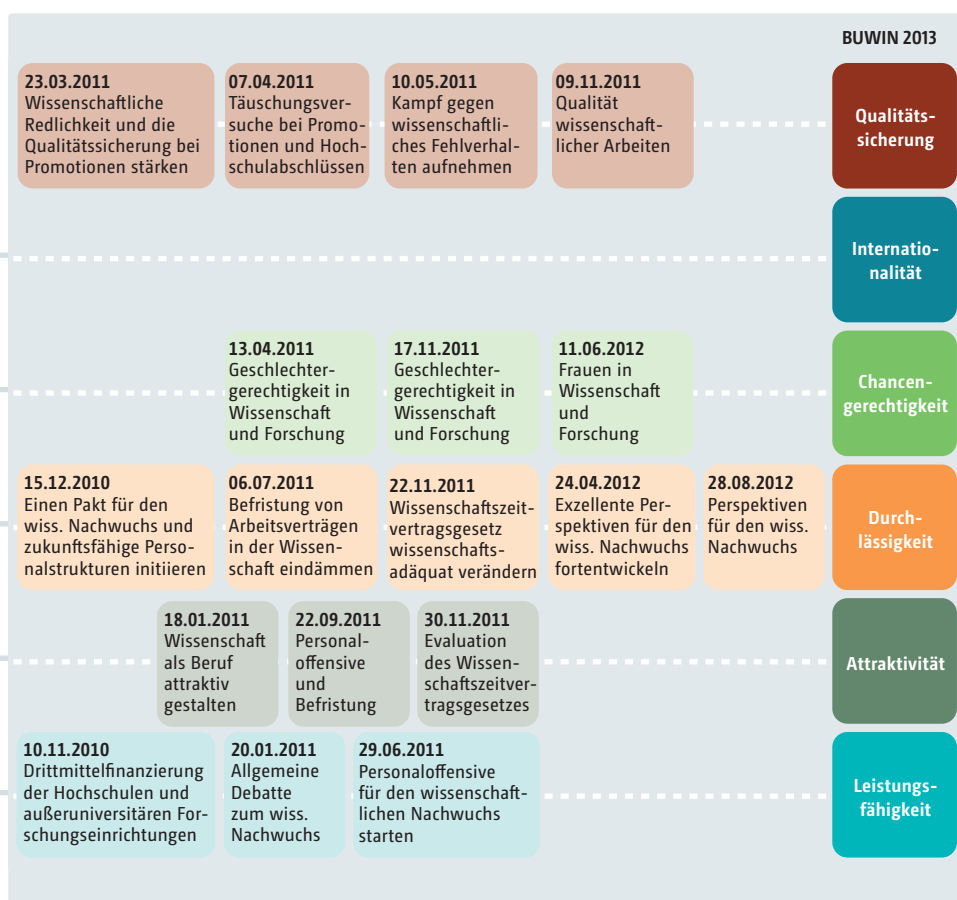 BUWIN 2013
23.03.2011
Wissenschaftliche
Redlichkeit und die
Qualitätssicherung bei
Promotionen stärken
07.04.2011
Täuschungsver-
suche bei Promo-
tionen und Hoch-
schulabschlüssen
10.05.2011
Kampf gegen
wissenschaftli-
ches Fehlverhal-
ten aufnehmen
09.11.2011
Qualität
wissenschaft-
licher Arbeiten
Qualitäts-
sicherung
Internatio-
nalität
13.04.2011
Geschlechter-
gerechtigkeit in
Wissenschaft
und Forschung
17.11.2011
Geschlechter-
gerechtigkeit in
Wissenschaft
und Forschung
11.06.2012
Frauen in
Wissenschaft
und
Forschung
Chancen-
gerechtigkeit
15.12.2010
Einen Pakt für den
wiss. Nachwuchs und
zukunftsfähige Perso-
nalstrukturen initiieren
06.07.2011
Befristung von
Arbeitsverträgen
in der Wissen-
schaft eindämmen
22.11.2011
Wissenschaftszeit-
vertragsgesetz
wissenschafts-
adäquat verändern
24.04.2012
Exzellente Per-
spektiven für den
wiss. Nachwuchs
fortentwickeln
28.08.2012
Perspektiven
für den wiss.
Nachwuchs
Durch-
lässigkeit
18.01.2011
Wissenschaft
als Beruf
attraktiv
gestalten
22.09.2011
Personal-
offensive
und
Befristung
30.11.2011
Evaluation
des Wissen-
schaftszeitver-
tragsgesetzes
Attraktivität
10.11.2010
Drittmittelfinanzierung
der Hochschulen und
außeruniversitären For-
schungseinrichtungen
20.01.2011
Allgemeine
Debatte
zum wiss.
Nachwuchs
29.06.2011
Personaloffensive
für den wissenschaft-
lichen Nachwuchs
starten
Leistungs-
fähigkeit